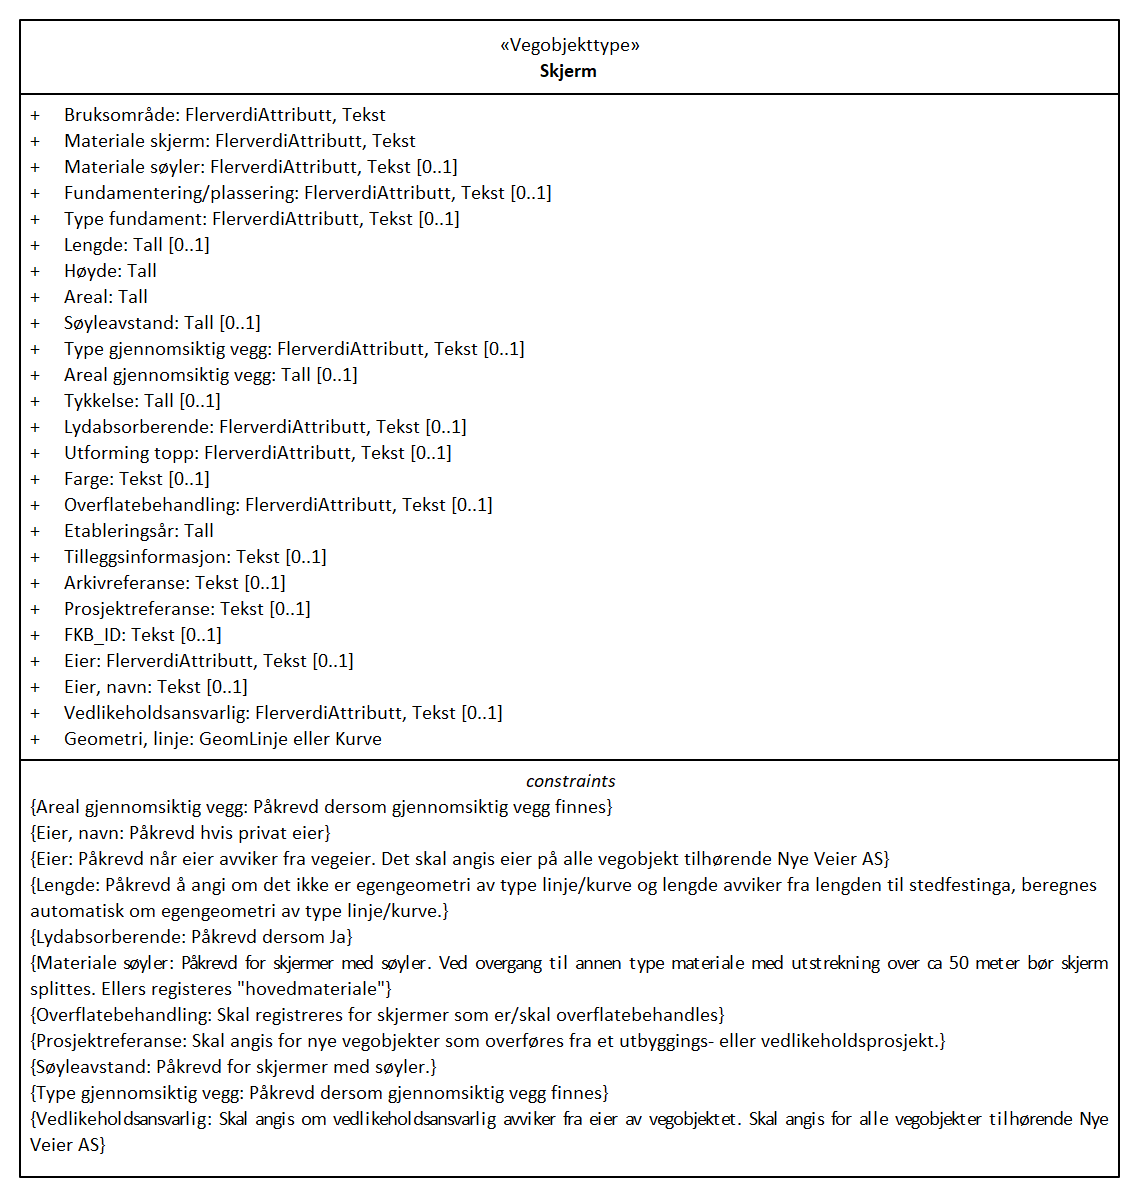 «Vegobjekttype»
Skjerm
+ Bruksområde: FlerverdiAttributt, Tekst
+ Materiale skjerm: FlerverdiAttributt, Tekst
+ Materiale søyler: FlerverdiAttributt, Tekst [0..1]
+ Fundamentering/plassering: FlerverdiAttributt, Tekst [0..1]
+ Type fundament: FlerverdiAttributt, Tekst [0..1]
+ Lengde: Tall [0..1]
+ Høyde: Tall
+ Areal: Tall
+ Søyleavstand: Tall [0..1]
+ Type gjennomsiktig vegg: FlerverdiAttributt, Tekst [0..1]
+ Areal gjennomsiktig vegg: Tall [0..1]
+ Tykkelse: Tall [0..1]
+ Lydabsorberende: FlerverdiAttributt, Tekst [0..1]
+ Utforming topp: FlerverdiAttributt, Tekst [0..1]
+ Farge: Tekst [0..1]
+ Overflatebehandling: FlerverdiAttributt, Tekst [0..1]
+ Etableringsår: Tall
+ Tilleggsinformasjon: Tekst [0..1]
+ Arkivreferanse: Tekst [0..1]
+ Prosjektreferanse: Tekst [0..1]
+ FKB_ID: Tekst [0..1]
+ Eier: FlerverdiAttributt, Tekst [0..1]
+ Eier, navn: Tekst [0..1]
+ Vedlikeholdsansvarlig: FlerverdiAttributt, Tekst [0..1]
+ Geometri, linje: GeomLinje eller Kurve
constraints
{Areal gjennomsiktig vegg: Påkrevd dersom gjennomsiktig vegg finnes}
{Eier, navn: Påkrevd hvis privat eier}
{Eier: Påkrevd når eier avviker fra vegeier. Det skal angis eier på alle vegobjekt tilhørende Nye Veier AS}
{Lengde: Påkrevd å angi om det ikke er egengeometri av type linje/kurve og lengde avviker fra lengden til stedfestinga, beregnes
automatisk om egengeometri av type linje/kurve.}
{Lydabsorberende: Påkrevd dersom Ja}
{Materiale søyler: Påkrevd for skjermer med søyler. Ved overgang til annen type materiale med utstrekning over ca 50 meter bør skjerm
splittes. Ellers registeres "hovedmateriale"}
{Overflatebehandling: Skal registreres for skjermer som er/skal overflatebehandles}
{Prosjektreferanse: Skal angis for nye vegobjekter som overføres fra et utbyggings- eller vedlikeholdsprosjekt.}
{Søyleavstand: Påkrevd for skjermer med søyler.}
{Type gjennomsiktig vegg: Påkrevd dersom gjennomsiktig vegg finnes}
{Vedlikeholdsansvarlig: Skal angis om vedlikeholdsansvarlig avviker fra eier av vegobjektet. Skal angis for alle vegobjekter tilhørende Nye
Veier AS}